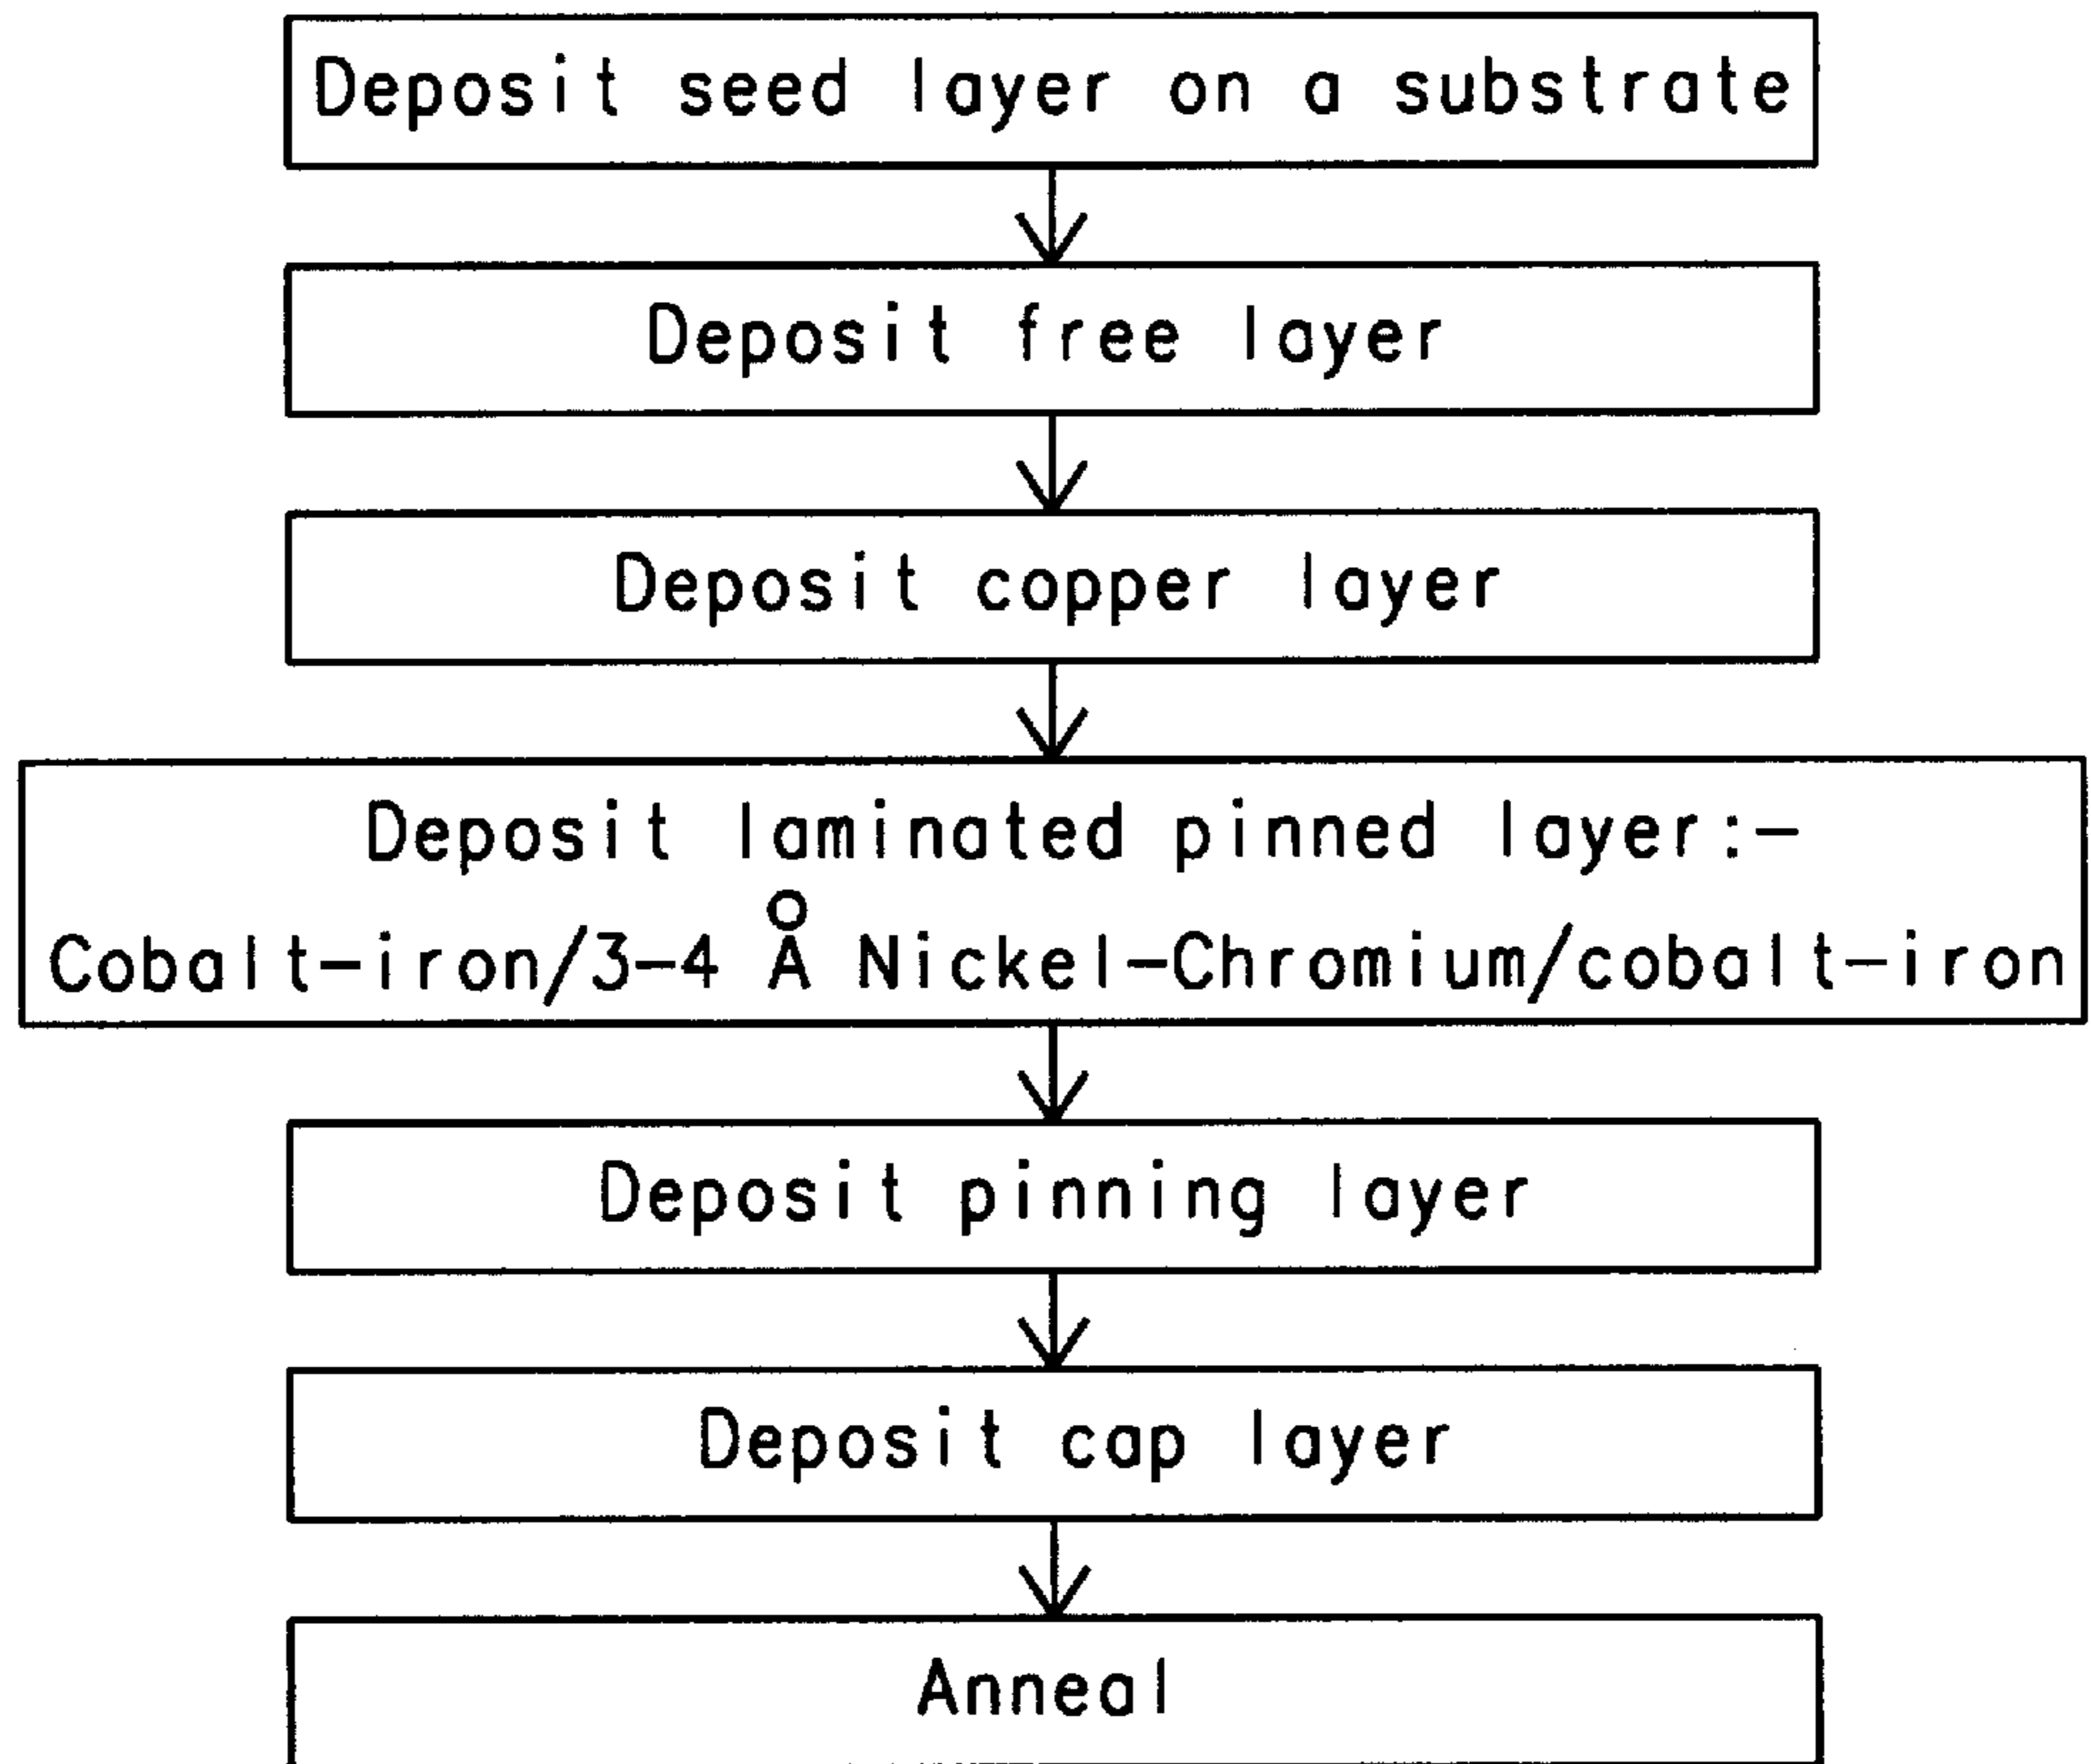 Deposit seed layer on a substrate
Deposit free layer
Deposit copper layer
Deposit laminated pinned layer:-
Cobalt-iron/3-4 Å Nickel-Chromium/cobalt-iron
Deposit pinning layer
Deposit cap layer
Anneal